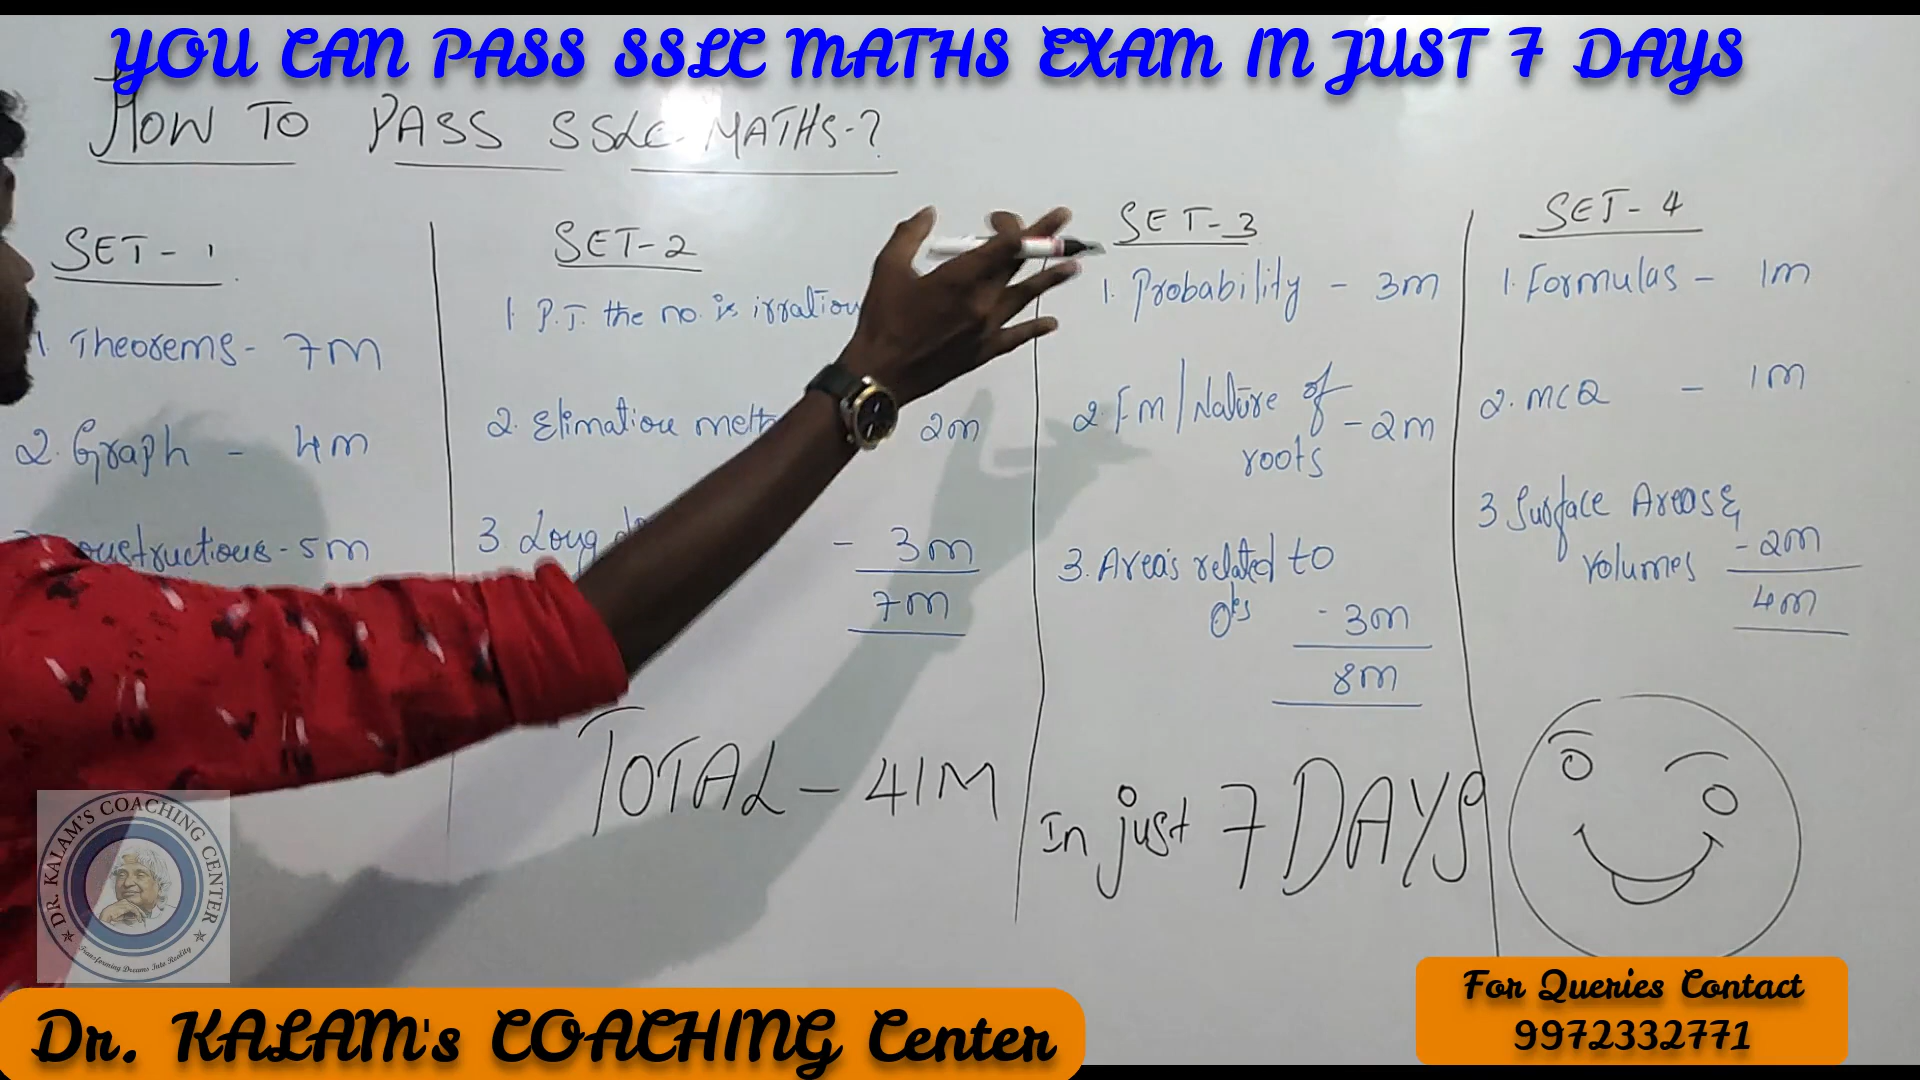 YOU CAN PASS SSLC MATHS EXAM IN JUST 7 DAYS
HOW TO PASS SSLC MATHS-?
SET - 1
1. Theorems - 7m
2. Graph - 4m
- 5m
SET-2
1 P.T. the no. is
2. Elimation 2m
3. Long - 3m
7m
SET-3
1. Probability - 3m
2. Fm/Nature of
roots - 2m
3. Areas related to
- 3m
8m
SET- 4
1. Formulas - 1m
2. MCQ - 1m
3 Surface Areas &
volumes - 2m
4m
TOTAL - 41M
In just 7 DAYS
DR. KALAM'S COACHING CENTER
Transforming Dreams Into Reality
Dr. KALAM's COACHING Center
For Queries Contact
9972332771